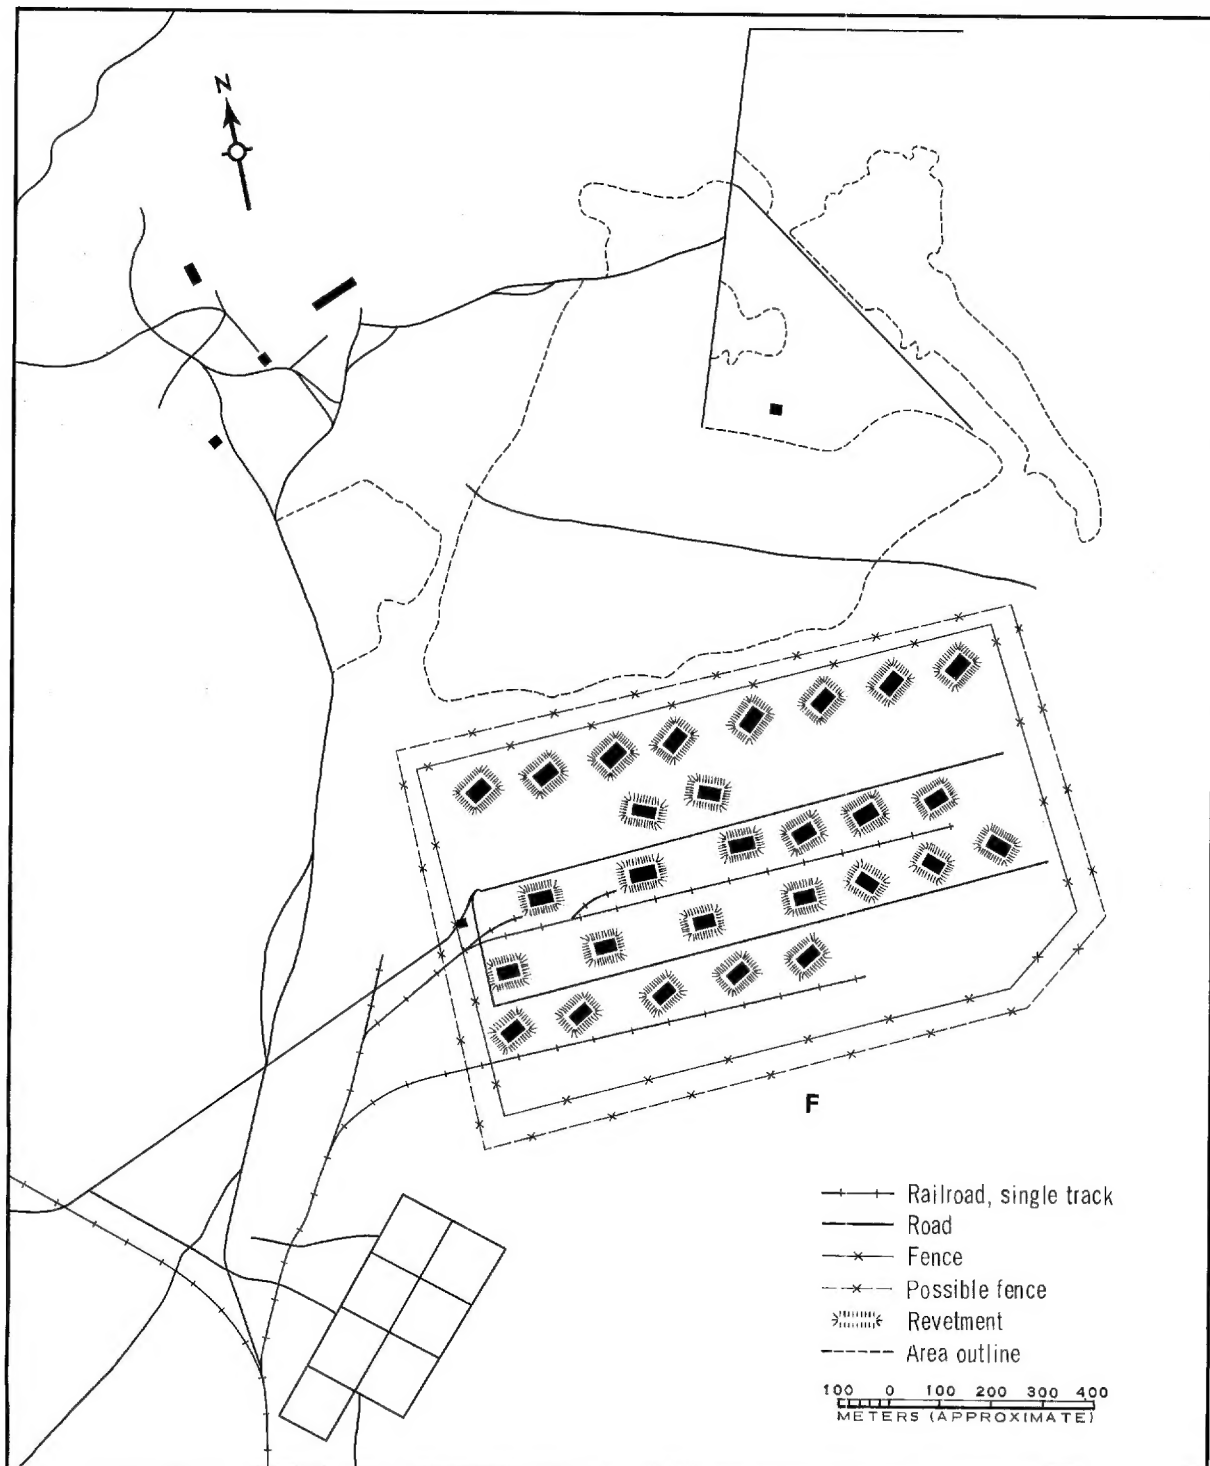 N
F
Railroad, single track
Road
Fence
Possible fence
Revetment
Area outline
100 0 100 200 300 400
METERS (APPROXIMATE)